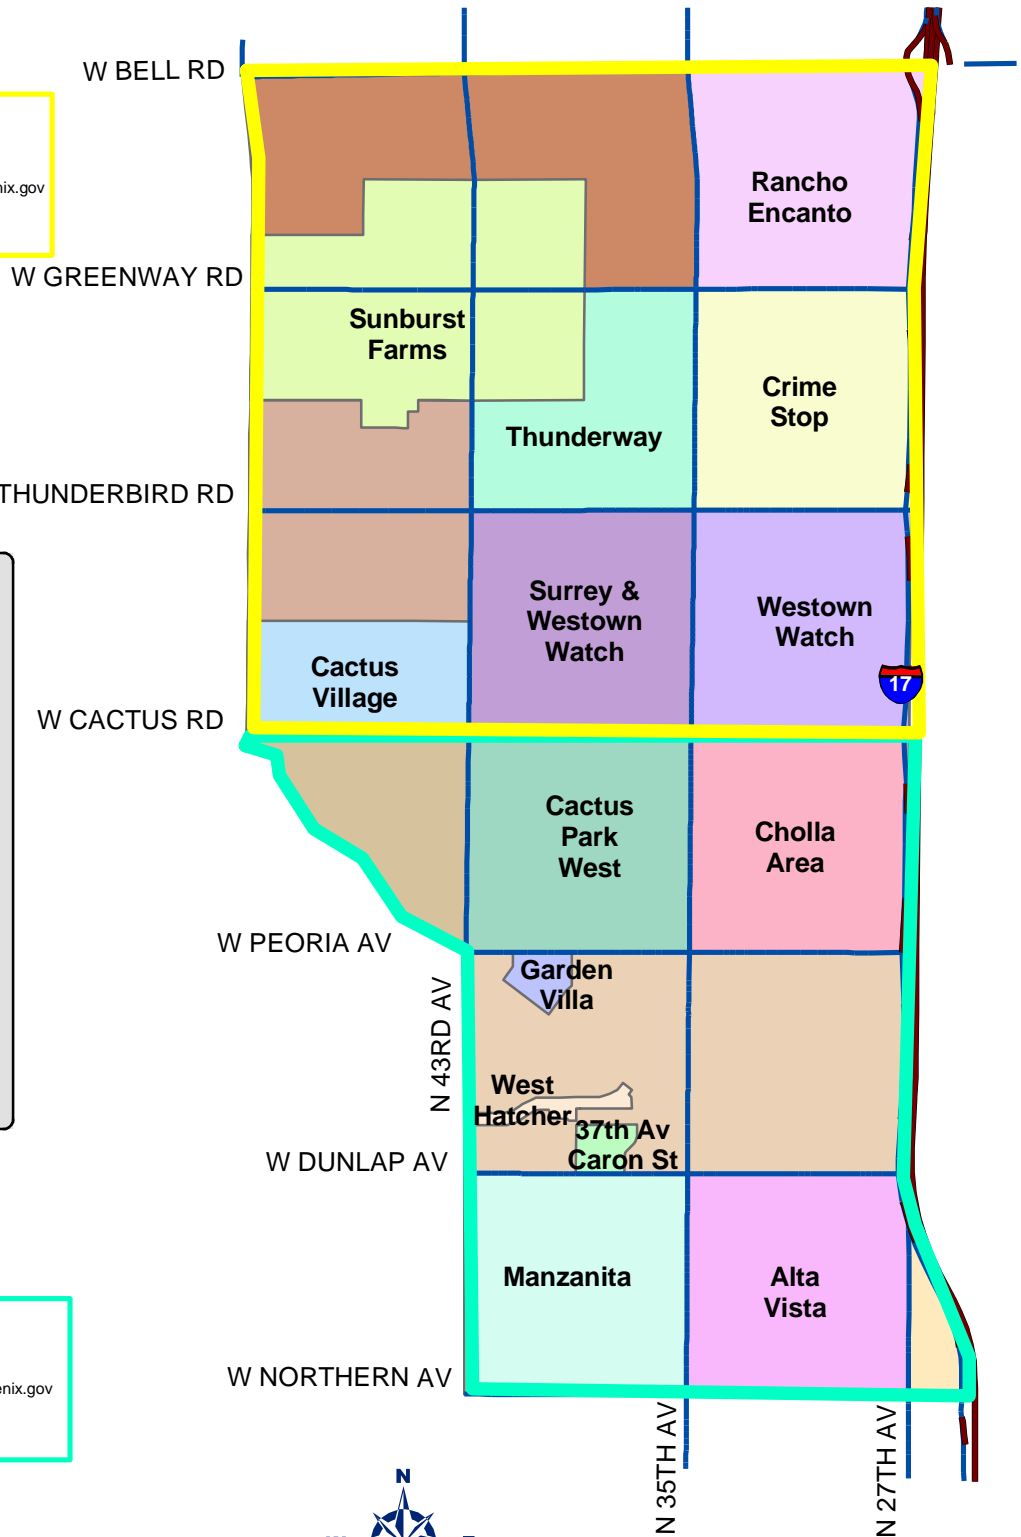 W BELL RD
nix.gov
Rancho
Encanto
W GREENWAY RD
Sunburst
Farms
Crime
Stop
Thunderway
THUNDERBIRD RD
Surrey &
Westown
Watch
Westown
Watch
Cactus
Village
17
W CACTUS RD
Cactus
Park
West
Cholla
Area
W PEORIA AV
Garden
Villa
N 43RD AV
West
Hatcher
37th Av
Caron St
W DUNLAP AV
Manzanita
Alta
Vista
W NORTHERN AV
enix.gov
N 35TH AV
N 27TH AV
N